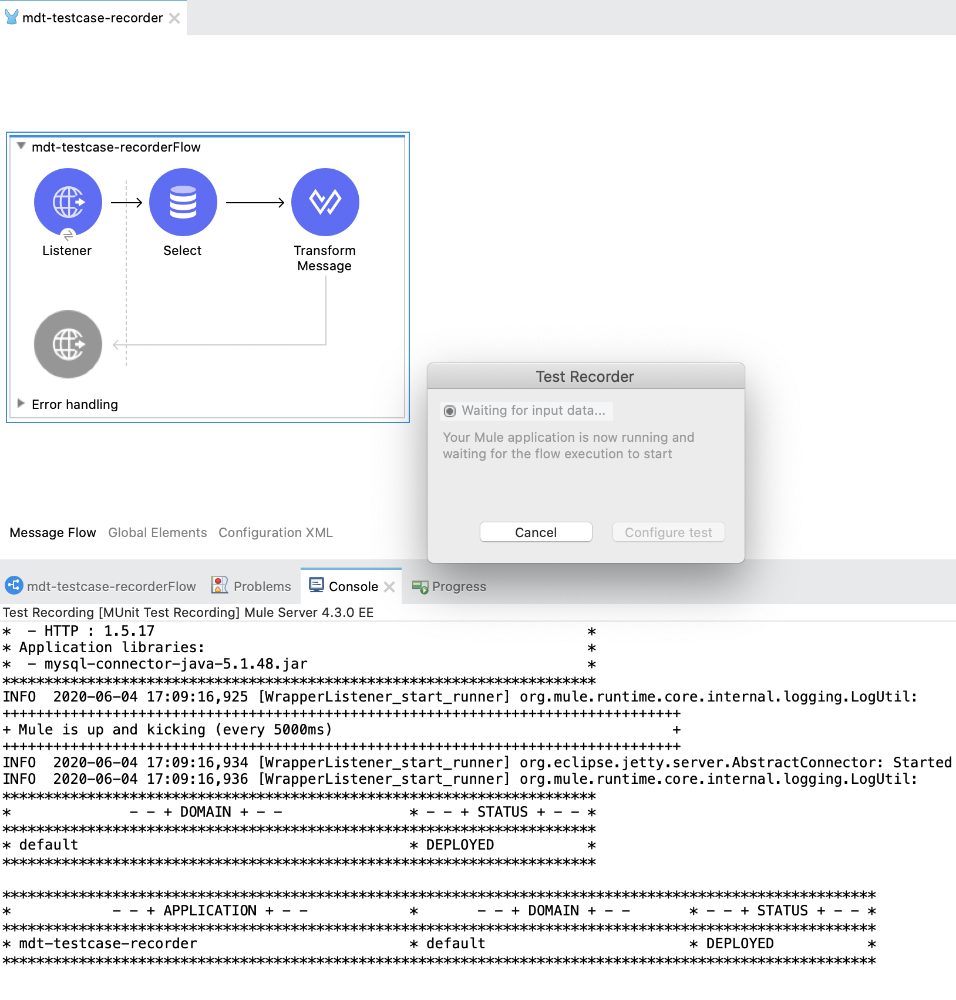 mdt-testcase-recorder
mdt-testcase-recorderFlow
Listener
Select
Transform
Message
Error handling
Test Recorder
Waiting for input data...
Your Mule application is now running and
waiting for the flow execution to start
Cancel
Configure test
Message Flow Global Elements Configuration XML
mdt-testcase-recorderFlow Problems Console Progress
Test Recording [MUnit Test Recording] Mule Server 4.3.0 EE
*  - HTTP : 1.5.17                                                   *
* Application libraries:                                             *
*  - mysql-connector-java-5.1.48.jar                                 *
**********************************************************************
INFO  2020-06-04 17:09:16,925 [WrapperListener_start_runner] org.mule.runtime.core.internal.logging.LogUtil:
++++++++++++++++++++++++++++++++++++++++++++++++++++++++++++++++++++++++++++++++
+ Mule is up and kicking (every 5000ms)                                        +
++++++++++++++++++++++++++++++++++++++++++++++++++++++++++++++++++++++++++++++++
INFO  2020-06-04 17:09:16,934 [WrapperListener_start_runner] org.eclipse.jetty.server.AbstractConnector: Started
INFO  2020-06-04 17:09:16,936 [WrapperListener_start_runner] org.mule.runtime.core.internal.logging.LogUtil:
**********************************************************************
*              - - + DOMAIN + - -               * - - + STATUS + - - *
**********************************************************************
* default                                       * DEPLOYED           *
**********************************************************************
*******************************************************************************************************
*            - - + APPLICATION + - -            *       - - + DOMAIN + - -       * - - + STATUS + - - *
*******************************************************************************************************
* mdt-testcase-recorder                         * default                        * DEPLOYED           *
*******************************************************************************************************